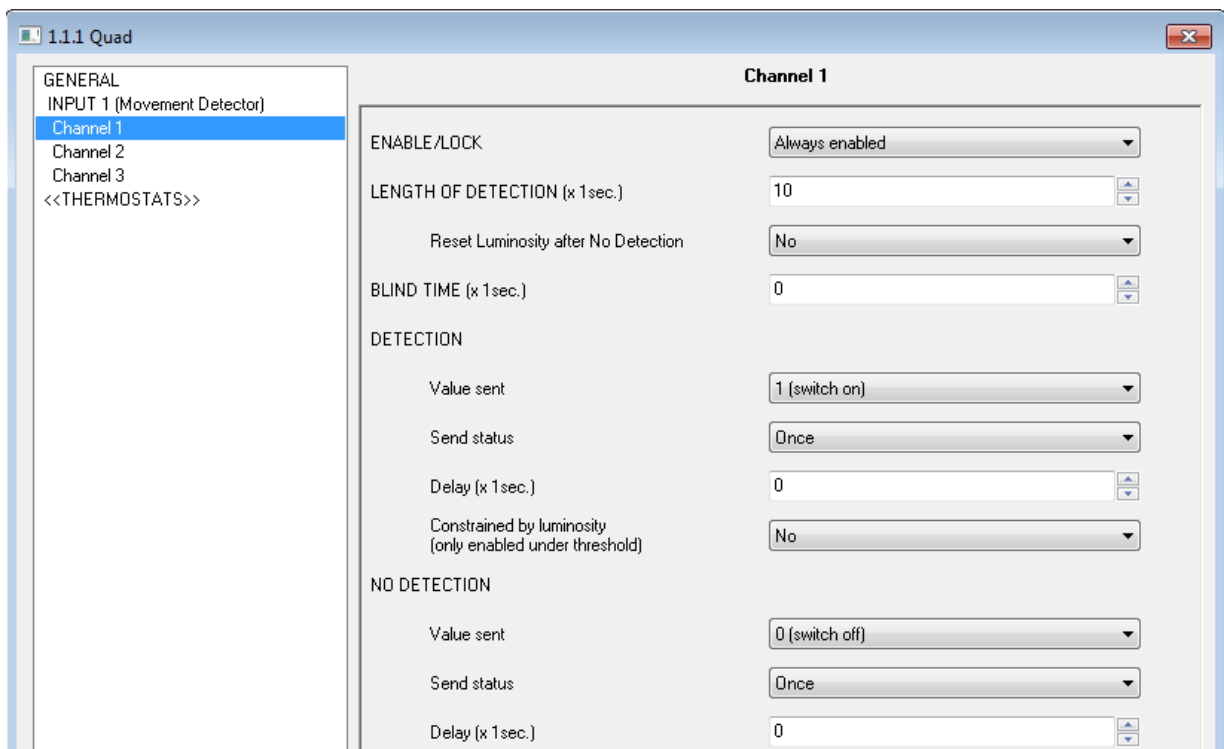 1.1.1 Quad
GENERAL
INPUT 1 (Movement Detector)
Channel 1
Channel 2
Channel 3
<<THERMOSTATS>>
Channel 1
ENABLE/LOCK
Always enabled
LENGTH OF DETECTION (x 1sec.)
10
Reset Luminosity after No Detection
No
BLIND TIME (x 1sec.)
0
DETECTION
Value sent
1 (switch on)
Send status
Once
Delay (x 1sec.)
0
Constrained by luminosity
(only enabled under threshold)
No
NO DETECTION
Value sent
0 (switch off)
Send status
Once
Delay (x 1sec.)
0